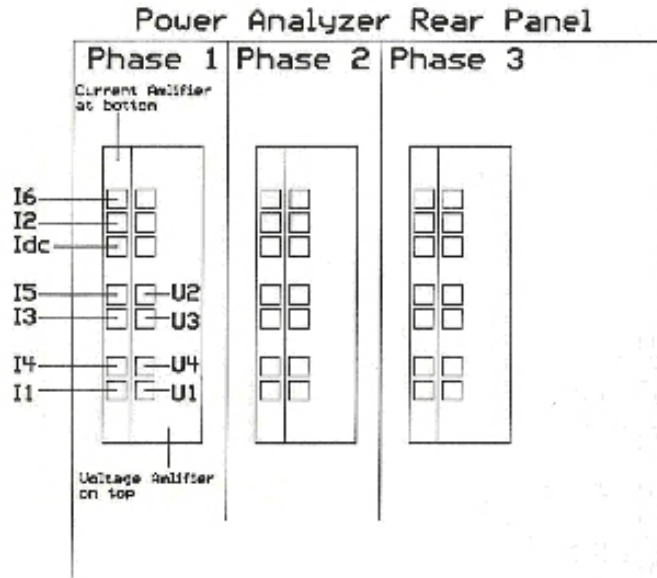 Power Analyzer Rear Panel
Phase 1 Phase 2 Phase 3
Current Amlifier
at botton
I6
I2
Idc
I5 U2
I3 U3
I4 U4
I1 U1
Voltage Amlifier
on top